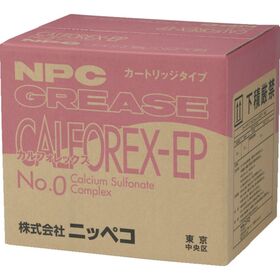 NPC
カートリッジタイプ
GREASE
CALFOREX-EP
カルフォレックス
No.0
Calcium Sulfonate
Complex
株式会社 ニッペコ
東京
中央区
下積厳禁